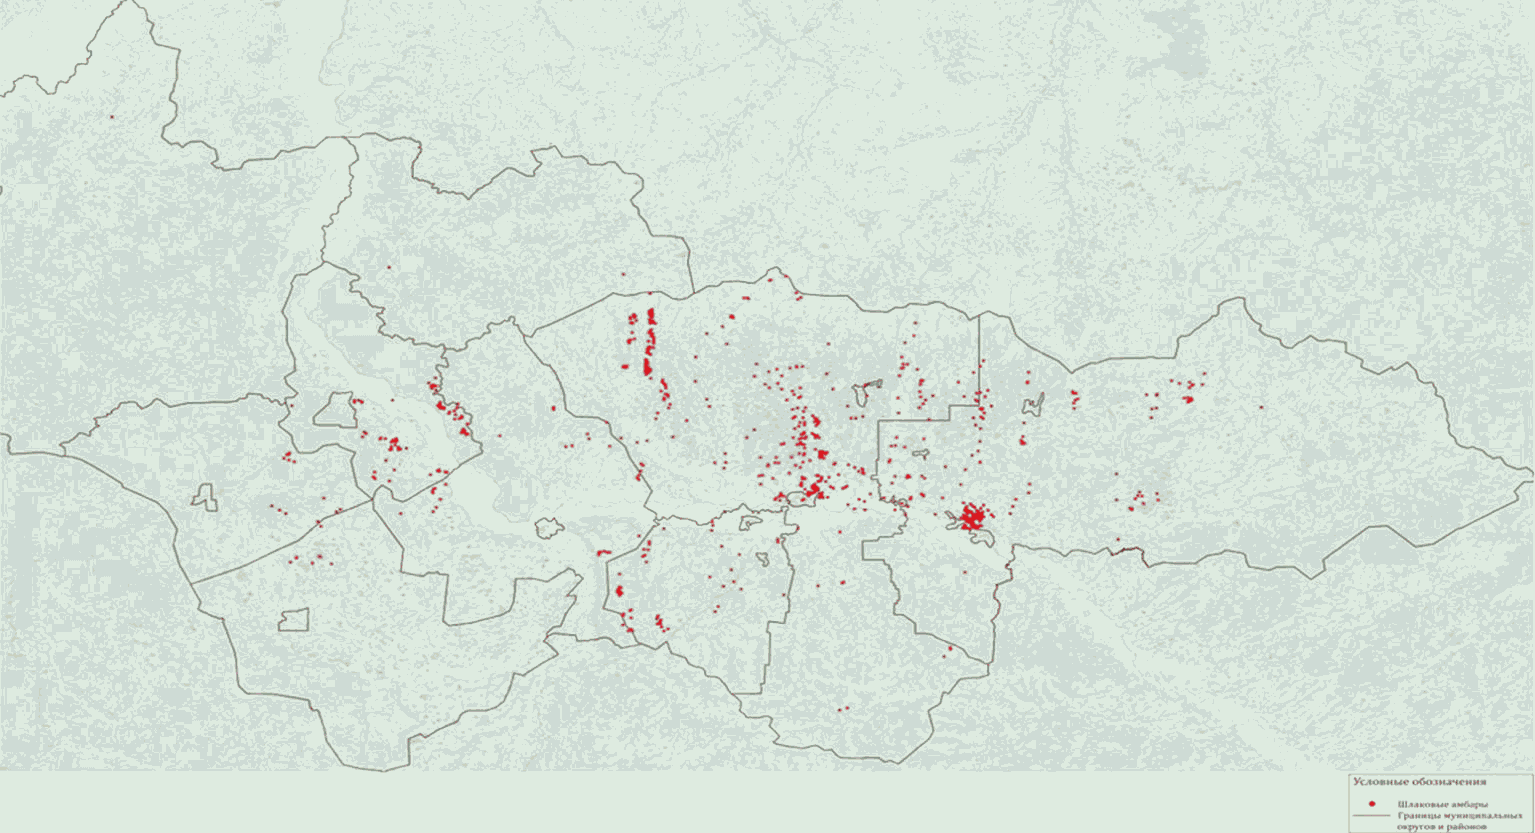 Условные обозначения
Шлаковые амбары
Границы муниципальных
округов и районов